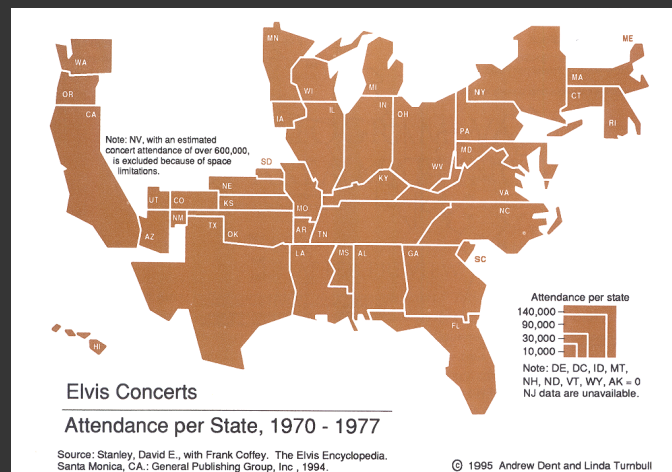 MN
ME
WA
WI
MI
MA
OR
NY
CT
IA
IL
IN
OH
RI
CA
PA
Note: NV, with an estimated
concert attendance of over 600,000,
is excluded because of space
limitations.
MD
SD
WV
KY
NE
VA
UT
CO
KS
MO
NC
NM
TX
AR
TN
AZ
OK
LA
MS
AL
GA
SC
FL
HI
Attendance per state
140,000
90,000
30,000
10,000
Note: DE, DC, ID, MT,
NH, ND, VT, WY, AK = 0
NJ data are unavailable.
Elvis Concerts
Attendance per State, 1970 - 1977
Source: Stanley, David E., with Frank Coffey. The Elvis Encyclopedia.
Santa Monica, CA.: General Publishing Group, Inc , 1994.
© 1995 Andrew Dent and Linda Turnbull